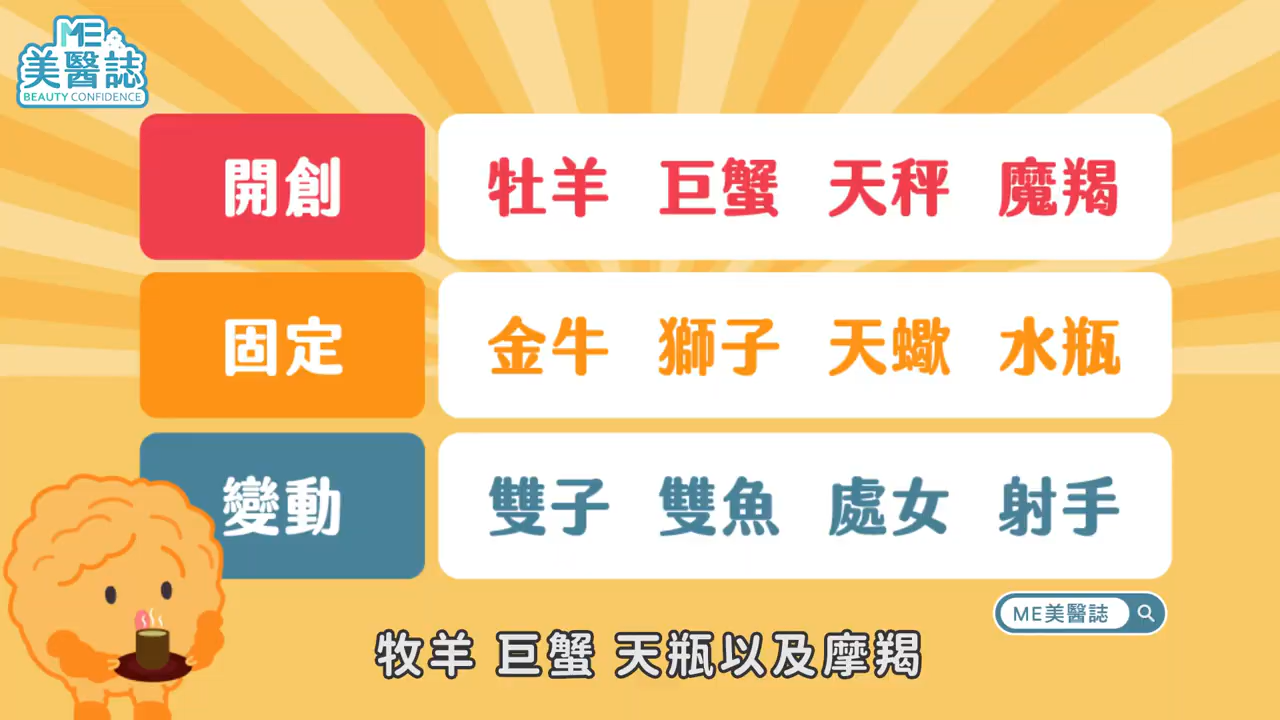 ME
美醫誌
BEAUTY CONFIDENCE
開創
牡羊 巨蟹 天秤 魔羯
固定
金牛 獅子 天蠍 水瓶
變動
雙子 雙魚 處女 射手
ME美醫誌
牧羊 巨蟹 天瓶以及摩羯